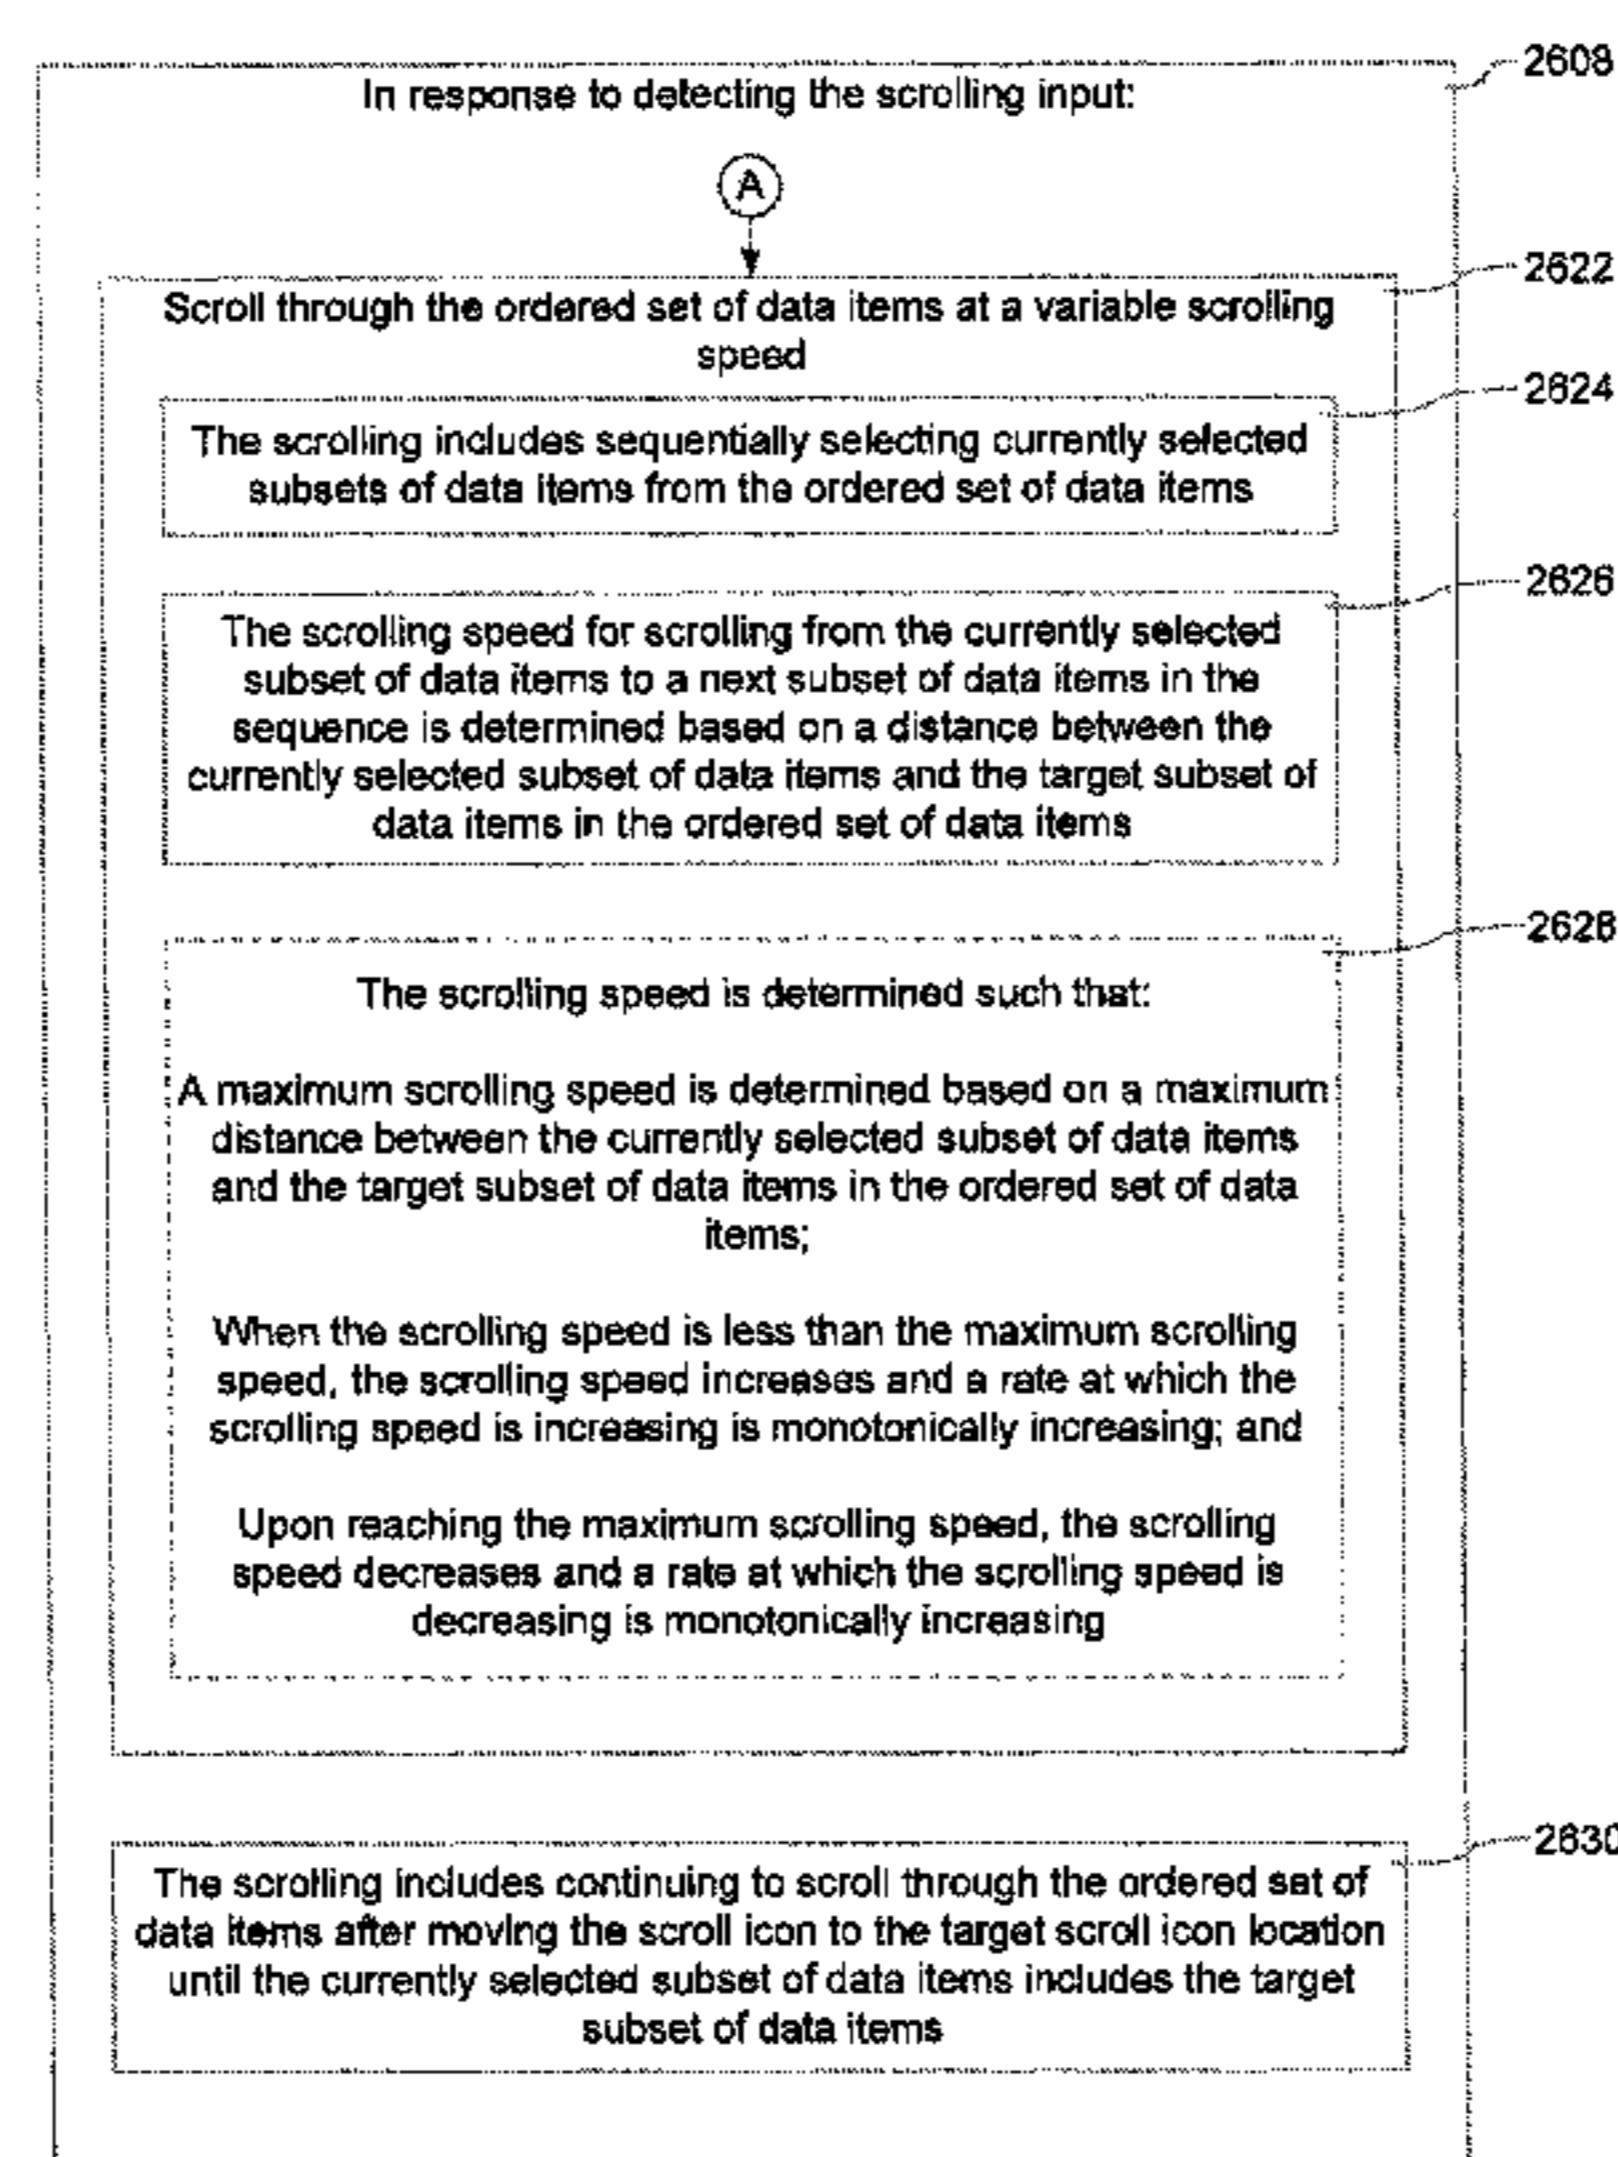 2608
In response to detecting the scrolling input:
A
2622
Scroll through the ordered set of data items at a variable scrolling
speed
2624
The scrolling includes sequentially selecting currently selected
subsets of data items from the ordered set of data items
2626
The scrolling speed for scrolling from the currently selected
subset of data items to a next subset of data items in the
sequence is determined based on a distance between the
currently selected subset of data items and the target subset of
data items in the ordered set of data items
2628
The scrolling speed is determined such that:
A maximum scrolling speed is determined based on a maximum
distance between the currently selected subset of data items
and the target subset of data items in the ordered set of data
items;
When the scrolling speed is less than the maximum scrolling
speed, the scrolling speed increases and a rate at which the
scrolling speed is increasing is monotonically increasing; and
Upon reaching the maximum scrolling speed, the scrolling
speed decreases and a rate at which the scrolling speed is
decreasing is monotonically increasing
2630
The scrolling includes continuing to scroll through the ordered set of
data items after moving the scroll icon to the target scroll icon location
until the currently selected subset of data items includes the target
subset of data items